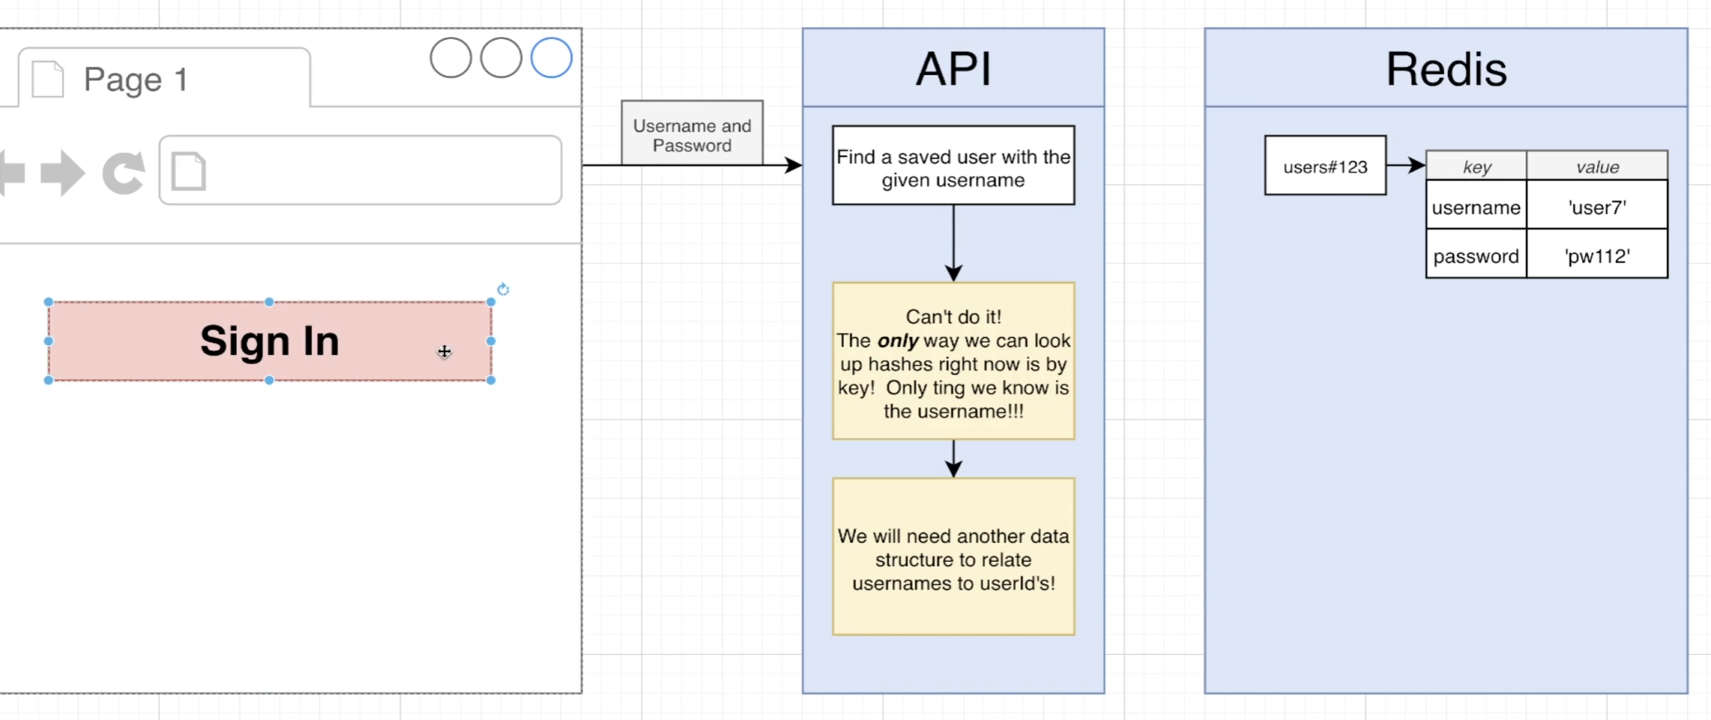 Page 1
Sign In
Username and
Password
API
Find a saved user with the
given username
Can't do it!
The only way we can look
up hashes right now is by
key!  Only ting we know is
the username!!!
We will need another data
structure to relate
usernames to userId's!
Redis
users#123
key value
username 'user7'
password 'pw112'